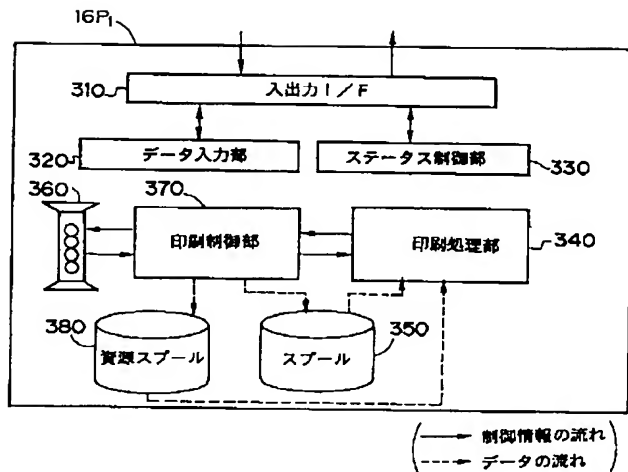 16P₁
310
入出力 I/F
320
データ入力部
ステータス制御部
330
360
370
印刷制御部
印刷処理部
340
380
資源スプール
スプール
350
制御情報の流れ
データの流れ